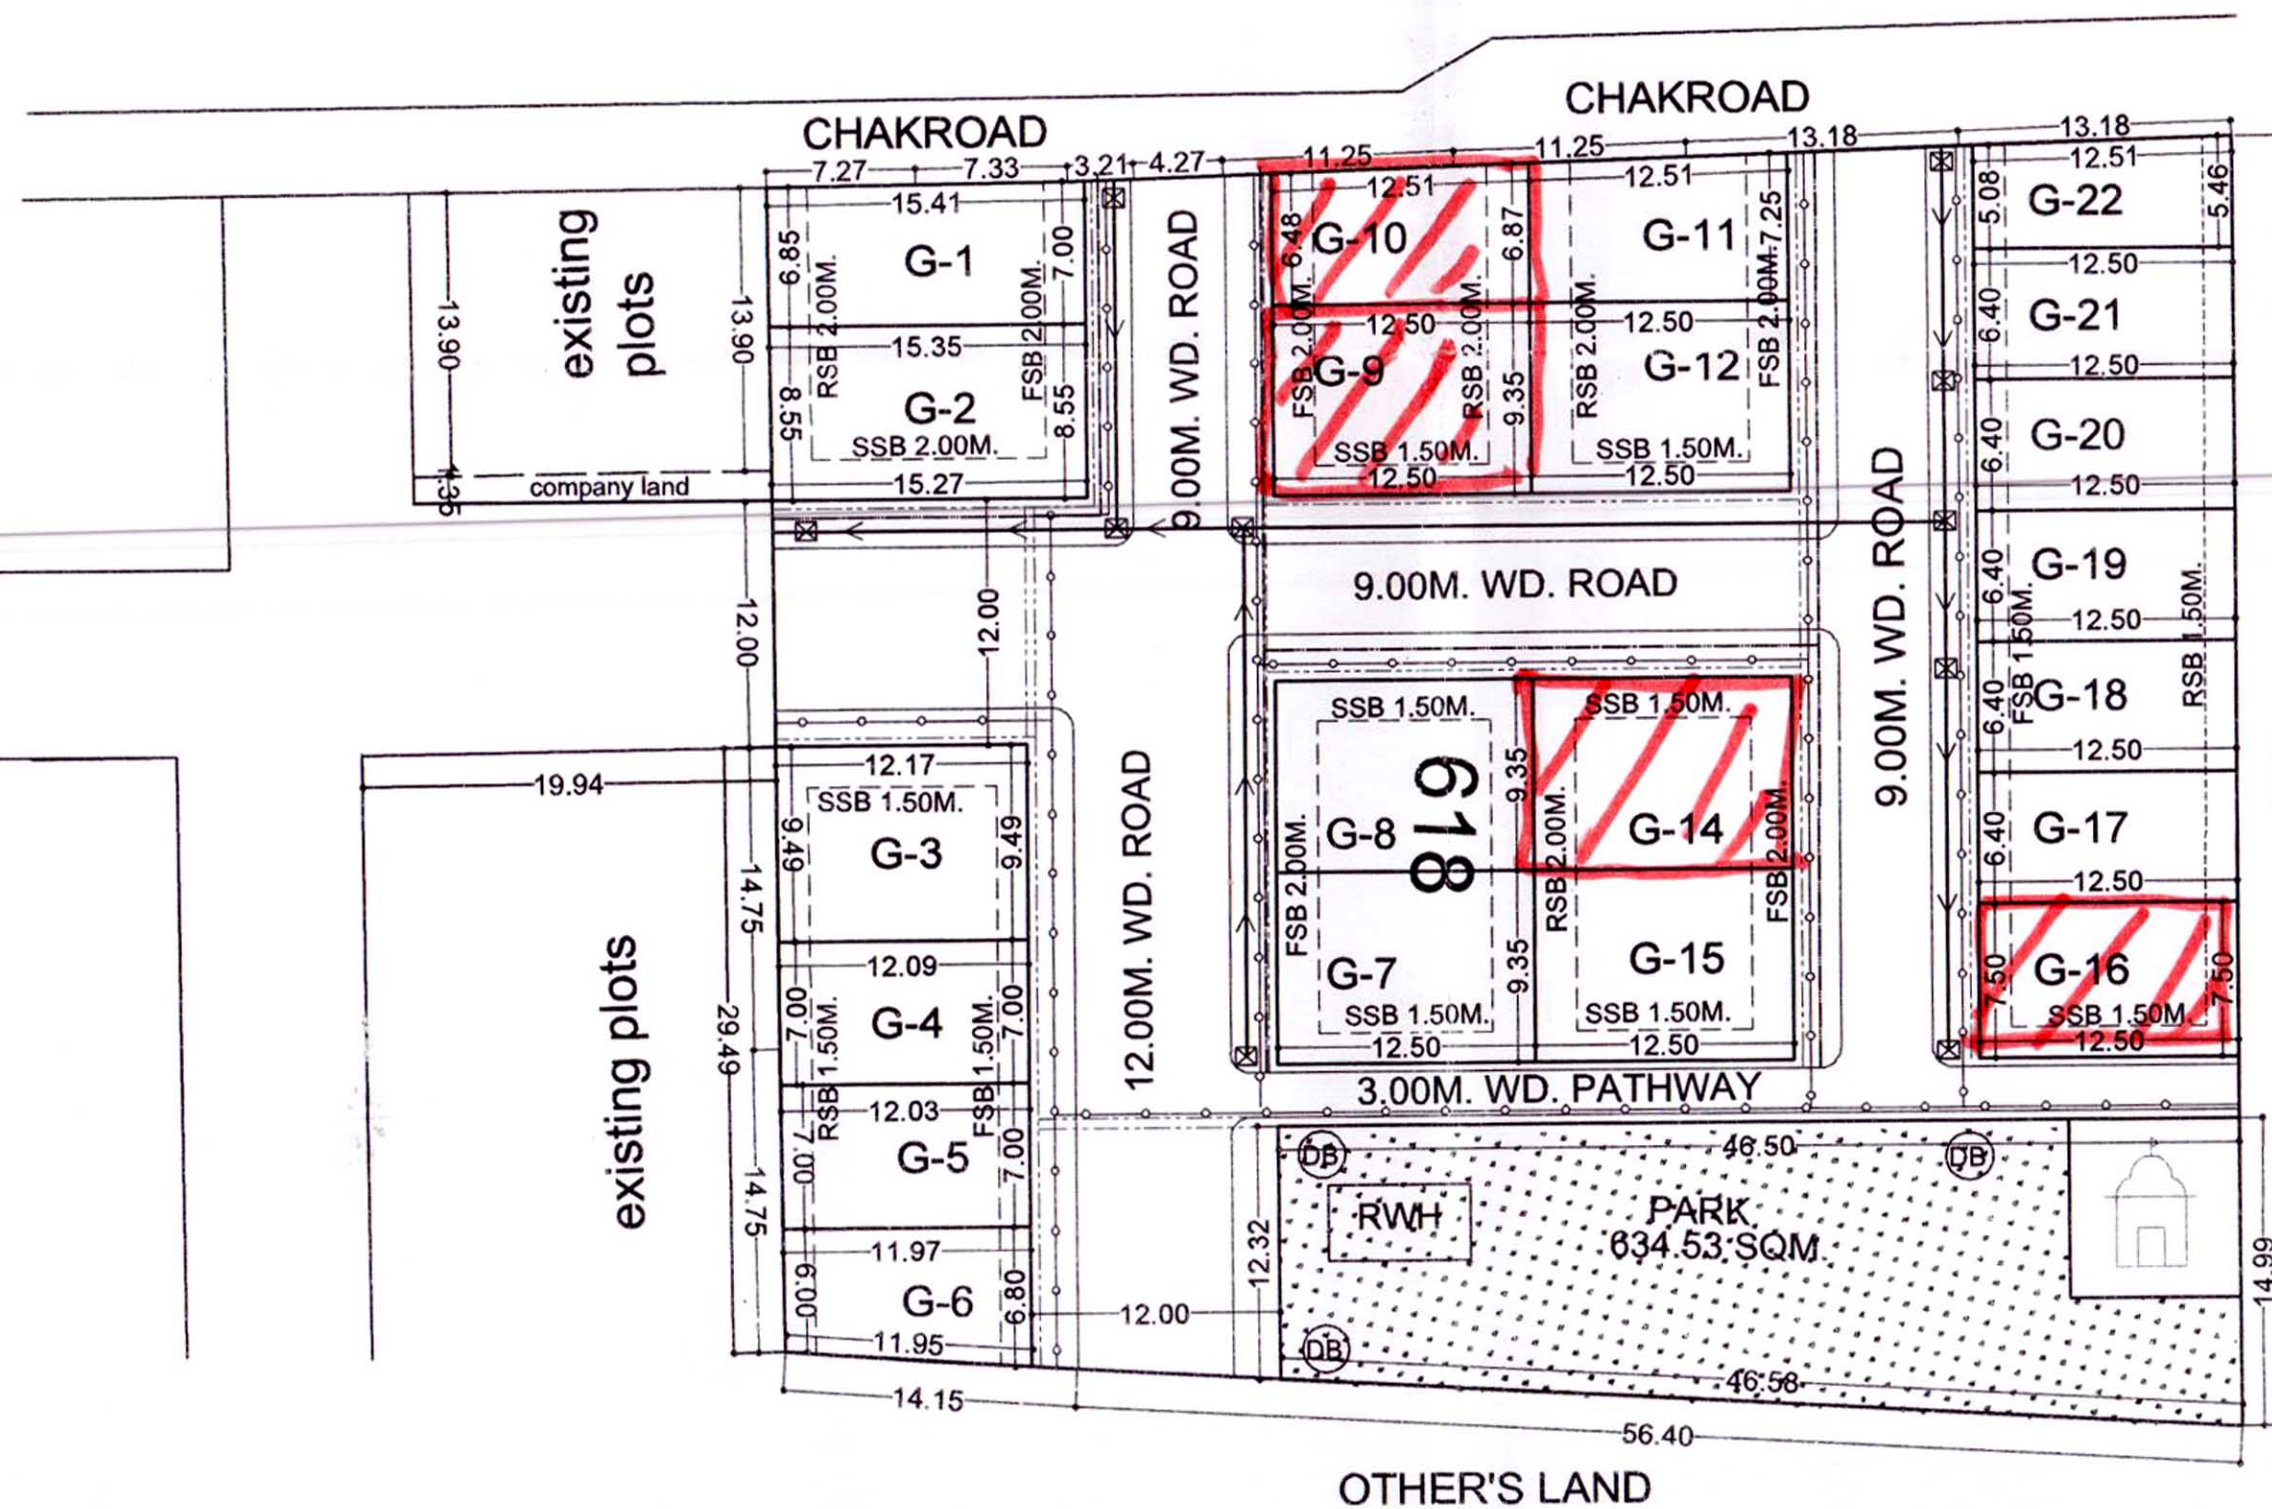 CHAKROAD
CHAKROAD
7.27
7.33
3.21
4.27
11.25
11.25
13.18
13.18
existing
plots
13.90
13.90
1.35
company land
15.41
6.85
G-1
7.00
RSB 2.00M.
FSB 2.00M.
15.35
8.55
G-2
8.55
SSB 2.00M.
15.27
9.00M. WD. ROAD
12.51
6.48
G-10
6.87
12.50
FSB 2.00M.
G-9
RSB 2.00M.
9.35
SSB 1.50M.
12.50
12.51
G-11
7.25
RSB 2.00M.
FSB 2.00M.
12.50
G-12
SSB 1.50M.
12.50
9.00M. WD. ROAD
12.51
5.08
G-22
5.46
12.50
6.40
G-21
12.50
6.40
G-20
12.50
6.40
G-19
12.50
FSB 1.50M.
RSB 1.50M.
6.40
G-18
12.50
6.40
G-17
12.50
7.50
G-16
7.50
SSB 1.50M.
12.50
9.00M. WD. ROAD
12.00
12.00
19.94
14.75
29.49
14.75
existing plots
12.17
SSB 1.50M.
9.49
G-3
9.49
12.09
7.00
G-4
7.00
RSB 1.50M.
FSB 1.50M.
12.03
7.00
G-5
7.00
11.97
6.00
G-6
6.80
11.95
12.00M. WD. ROAD
SSB 1.50M.
618
G-8
9.35
FSB 2.00M.
G-7
9.35
SSB 1.50M.
12.50
SSB 1.50M.
G-14
RSB 2.00M.
FSB 2.00M.
G-15
SSB 1.50M.
12.50
3.00M. WD. PATHWAY
DB
46.50
DB
RWH
PARK
634.53 SQM.
12.32
12.00
14.99
DB
46.58
14.15
56.40
OTHER'S LAND